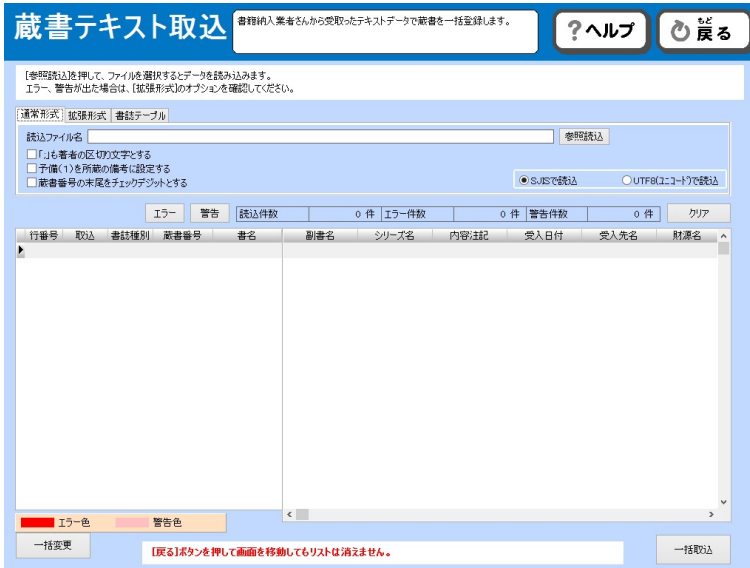 蔵書テキスト取込
書籍納入業者さんから受取ったテキストデータで蔵書を一括登録します。
?ヘルプ
もど
戻る
[参照読込]を押して、ファイルを選択するとデータを読み込みます。
エラー、警告が出た場合は、[拡張形式]のオプションを確認してください。
通常形式 拡張形式 書誌テーブル
読込ファイル名 参照読込
「;」も著者の区切り文字とする
予備(1)を所蔵の備考に設定する
蔵書番号の末尾をチェックデジットとする
SJISで読込 UTF8(ユニコード)で読込
エラー 警告 読込件数 0 件 エラー件数 0 件 警告件数 0 件 クリア
行番号 取込 書誌種別 蔵書番号 書名 副書名 シリーズ名 内容注記 受入日付 受入先名 財源名
エラー色 警告色
一括変更
[戻る]ボタンを押して画面を移動してもリストは消えません。
一括取込